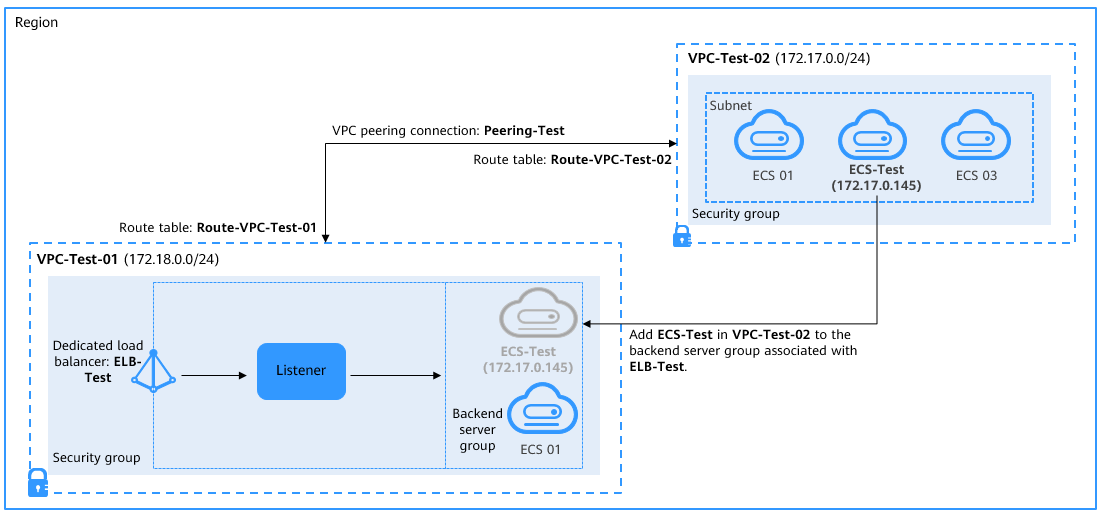 Region
VPC-Test-02 (172.17.0.0/24)
Subnet
ECS 01
ECS-Test
(172.17.0.145)
ECS 03
Security group
VPC peering connection: Peering-Test
Route table: Route-VPC-Test-02
Route table: Route-VPC-Test-01
VPC-Test-01 (172.18.0.0/24)
Dedicated load
balancer: ELB-
Test
Listener
ECS-Test
(172.17.0.145)
Backend
server
group
ECS 01
Security group
Add ECS-Test in VPC-Test-02 to the
backend server group associated with
ELB-Test.